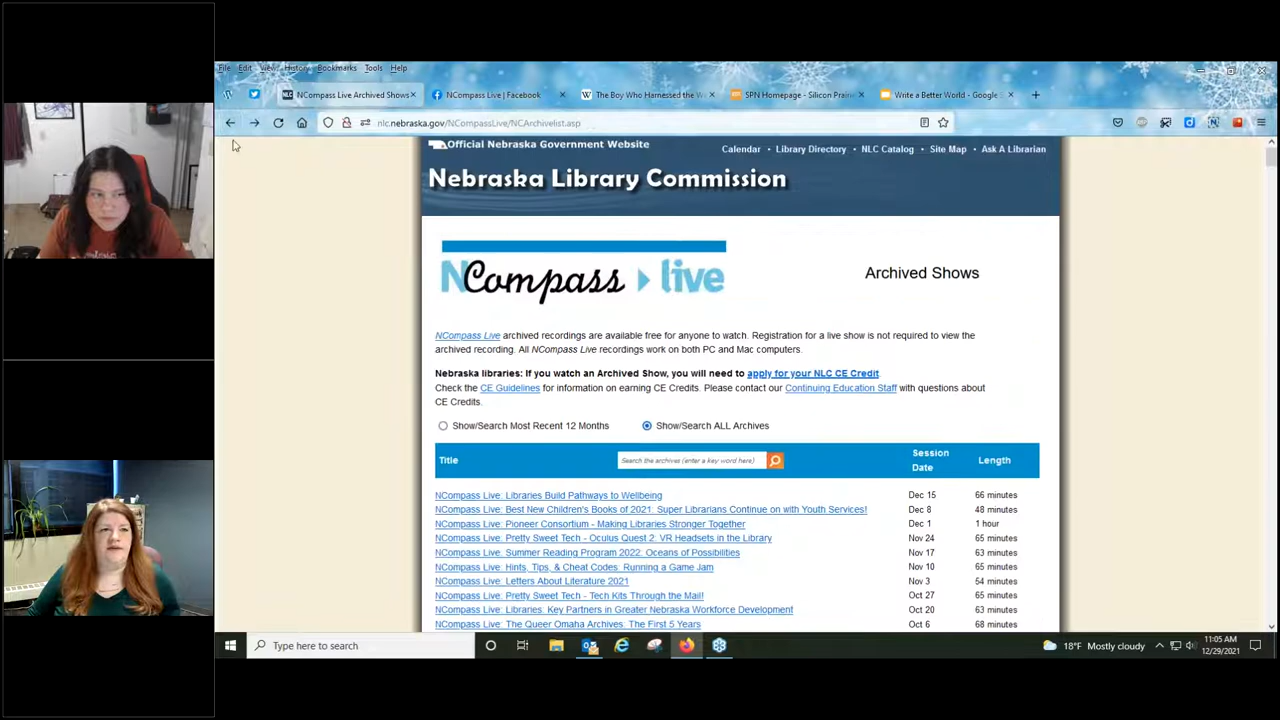 File Edit View History Bookmarks Tools Help
NCompass Live Archived Shows
NCompass Live | Facebook
The Boy Who Harnessed the W
SPN Homepage - Silicon Prairie
Write a Better World - Google S
nlc.nebraska.gov/NCompassLive/NCArchivelist.asp
Official Nebraska Government Website
Calendar • Library Directory • NLC Catalog • Site Map • Ask A Librarian
Nebraska Library Commission
NCompass live
Archived Shows
NCompass Live archived recordings are available free for anyone to watch. Registration for a live show is not required to view the
archived recording. All NCompass Live recordings work on both PC and Mac computers.
Nebraska libraries: If you watch an Archived Show, you will need to apply for your NLC CE Credit.
Check the CE Guidelines for information on earning CE Credits. Please contact our Continuing Education Staff with questions about
CE Credits.
Show/Search Most Recent 12 Months Show/Search ALL Archives
Title Search the archives (enter a key word here) Session Date Length
NCompass Live: Libraries Build Pathways to Wellbeing Dec 15 66 minutes
NCompass Live: Best New Children's Books of 2021: Super Librarians Continue on with Youth Services! Dec 8 48 minutes
NCompass Live: Pioneer Consortium - Making Libraries Stronger Together Dec 1 1 hour
NCompass Live: Pretty Sweet Tech - Oculus Quest 2: VR Headsets in the Library Nov 24 65 minutes
NCompass Live: Summer Reading Program 2022: Oceans of Possibilities Nov 17 63 minutes
NCompass Live: Hints, Tips, & Cheat Codes: Running a Game Jam Nov 10 65 minutes
NCompass Live: Letters About Literature 2021 Nov 3 54 minutes
NCompass Live: Pretty Sweet Tech - Tech Kits Through the Mail! Oct 27 65 minutes
NCompass Live: Libraries: Key Partners in Greater Nebraska Workforce Development Oct 20 63 minutes
NCompass Live: The Queer Omaha Archives: The First 5 Years Oct 6 68 minutes
Type here to search
18°F Mostly cloudy
11:05 AM
12/29/2021